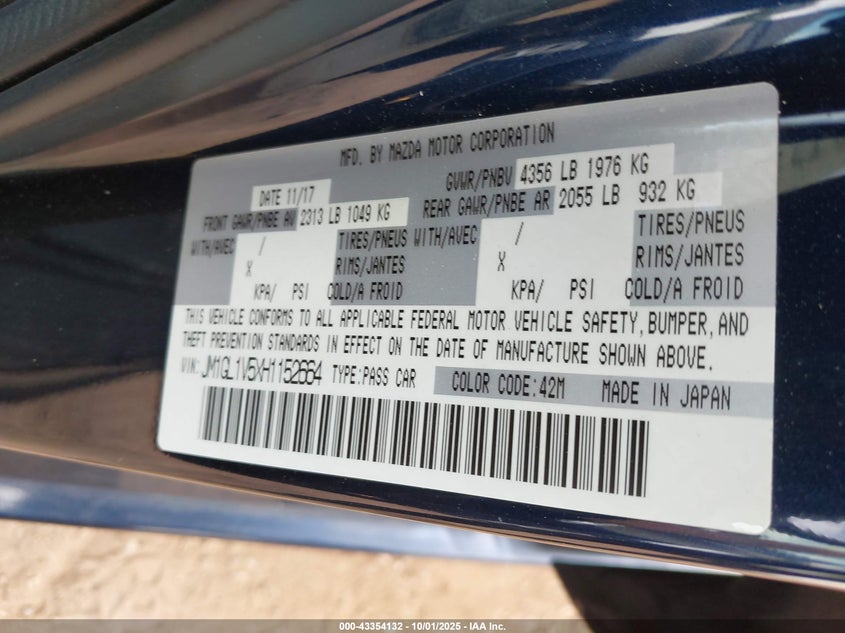 MFD. BY MAZDA MOTOR CORPORATION
DATE 11/17 GVWR/PNBV 4356 LB 1976 KG
FRONT GAWR/PNBE AV 2313 LB 1049 KG REAR GAWR/PNBE AR 2055 LB 932 KG
WITH/AVEC / TIRES/PNEUS WITH/AVEC / TIRES/PNEUS
X RIMS/JANTES X RIMS/JANTES
KPA/ PSI COLD/A FROID KPA/ PSI COLD/A FROID
THIS VEHICLE CONFORMS TO ALL APPLICABLE FEDERAL MOTOR VEHICLE SAFETY, BUMPER, AND
THEFT PREVENTION STANDARDS IN EFFECT ON THE DATE OF MANUFACTURE SHOWN ABOVE.
VIN: JM1GL1V5XH1152664 TYPE:PASS CAR COLOR CODE:42M MADE IN JAPAN
000-43354132 - 10/01/2025 - IAA Inc.